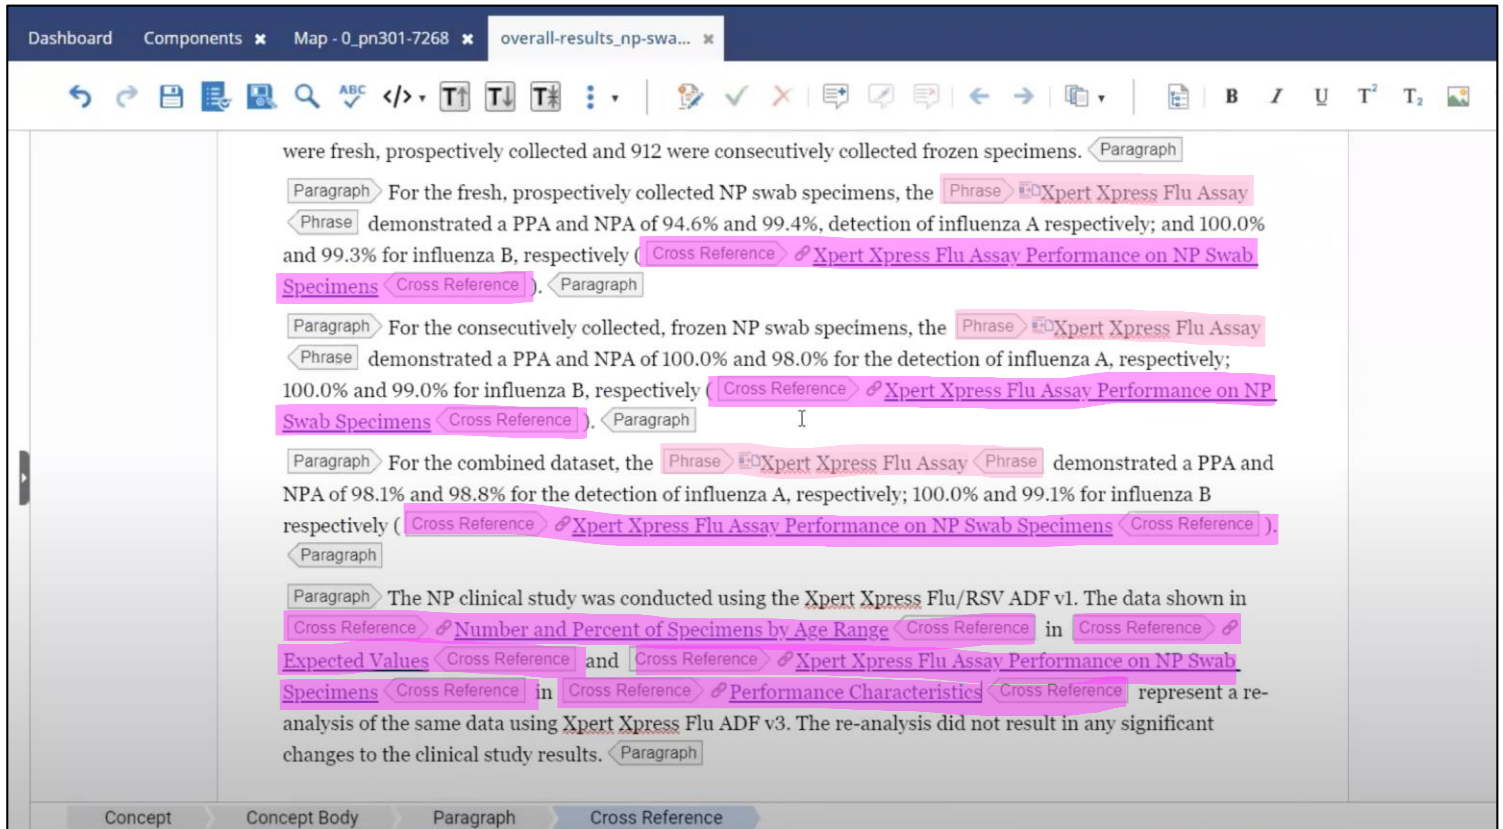 Dashboard Components × Map - 0_pn301-7268 × overall-results_np-swa... ×
ABC </> T↑ T↓ T B I U T² T₂
were fresh, prospectively collected and 912 were consecutively collected frozen specimens. Paragraph
Paragraph For the fresh, prospectively collected NP swab specimens, the Phrase Xpert Xpress Flu Assay
Phrase demonstrated a PPA and NPA of 94.6% and 99.4%, detection of influenza A respectively; and 100.0%
and 99.3% for influenza B, respectively ( Cross Reference Xpert Xpress Flu Assay Performance on NP Swab
Specimens Cross Reference ). Paragraph
Paragraph For the consecutively collected, frozen NP swab specimens, the Phrase Xpert Xpress Flu Assay
Phrase demonstrated a PPA and NPA of 100.0% and 98.0% for the detection of influenza A, respectively;
100.0% and 99.0% for influenza B, respectively ( Cross Reference Xpert Xpress Flu Assay Performance on NP
Swab Specimens Cross Reference ). Paragraph
Paragraph For the combined dataset, the Phrase Xpert Xpress Flu Assay Phrase demonstrated a PPA and
NPA of 98.1% and 98.8% for the detection of influenza A, respectively; 100.0% and 99.1% for influenza B
respectively ( Cross Reference Xpert Xpress Flu Assay Performance on NP Swab Specimens Cross Reference ).
Paragraph
Paragraph The NP clinical study was conducted using the Xpert Xpress Flu/RSV ADF v1. The data shown in
Cross Reference Number and Percent of Specimens by Age Range Cross Reference in Cross Reference
Expected Values Cross Reference and Cross Reference Xpert Xpress Flu Assay Performance on NP Swab
Specimens Cross Reference in Cross Reference Performance Characteristics Cross Reference represent a re-
analysis of the same data using Xpert Xpress Flu ADF v3. The re-analysis did not result in any significant
changes to the clinical study results. Paragraph
Concept Concept Body Paragraph Cross Reference